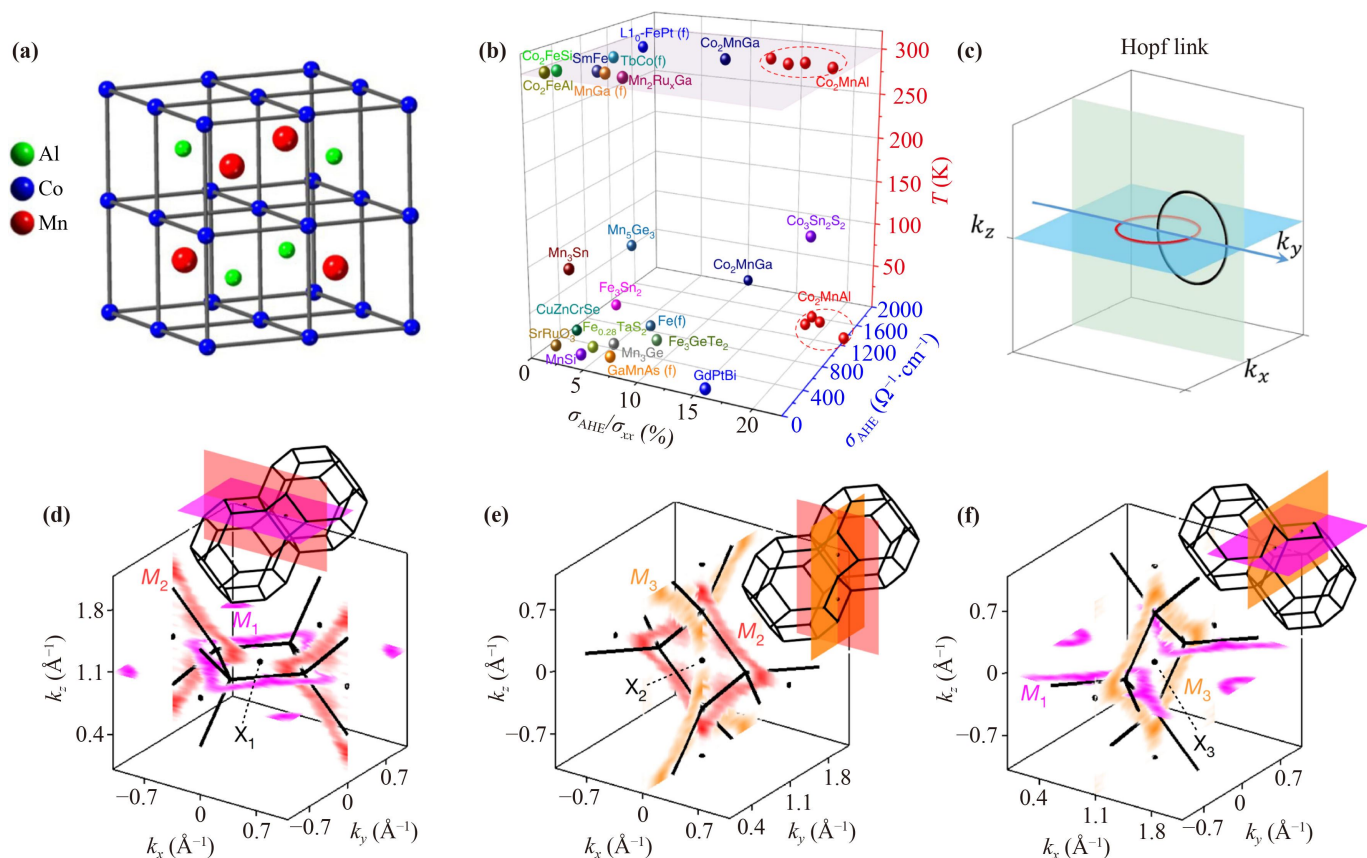 (a)
Al
Co
Mn
(b)
L1₀-FePt (f)
Co₂FeSi
SmFe
TbCo(f)
Co₂MnGa
Co₂MnAl
Co₂FeAl
MnGa (f)
Mn₂RuₓGa
Mn₃Sn
Mn₅Ge₃
Co₃Sn₂S₂
Co₂MnGa
Fe₃Sn₂
Co₂MnAl
CuZnCrSe
Fe(f)
SrRuO₃
Fe₀.₂₈TaS₂
Fe₃GeTe₂
MnSi
Mn₃Ge
GaMnAs (f)
GdPtBi
300
250
200
150
100
50
T (K)
2000
1600
1200
800
400
0
σAHE (Ω⁻¹·cm⁻¹)
0
5
10
15
20
σAHE/σxx (%)
(c)
Hopf link
kz
ky
kx
(d)
M₂
M₁
X₁
1.8
1.1
0.4
kz (Å⁻¹)
−0.7
0
0.7
kx (Å⁻¹)
−0.7
0
0.7
ky (Å⁻¹)
(e)
M₃
M₂
X₂
0.7
0
−0.7
kz (Å⁻¹)
−0.7
0
0.7
kx (Å⁻¹)
0.4
1.1
1.8
ky (Å⁻¹)
(f)
M₁
M₃
X₃
0.7
0
−0.7
kz (Å⁻¹)
0.4
1.1
1.8
kx (Å⁻¹)
−0.7
0
0.7
ky (Å⁻¹)